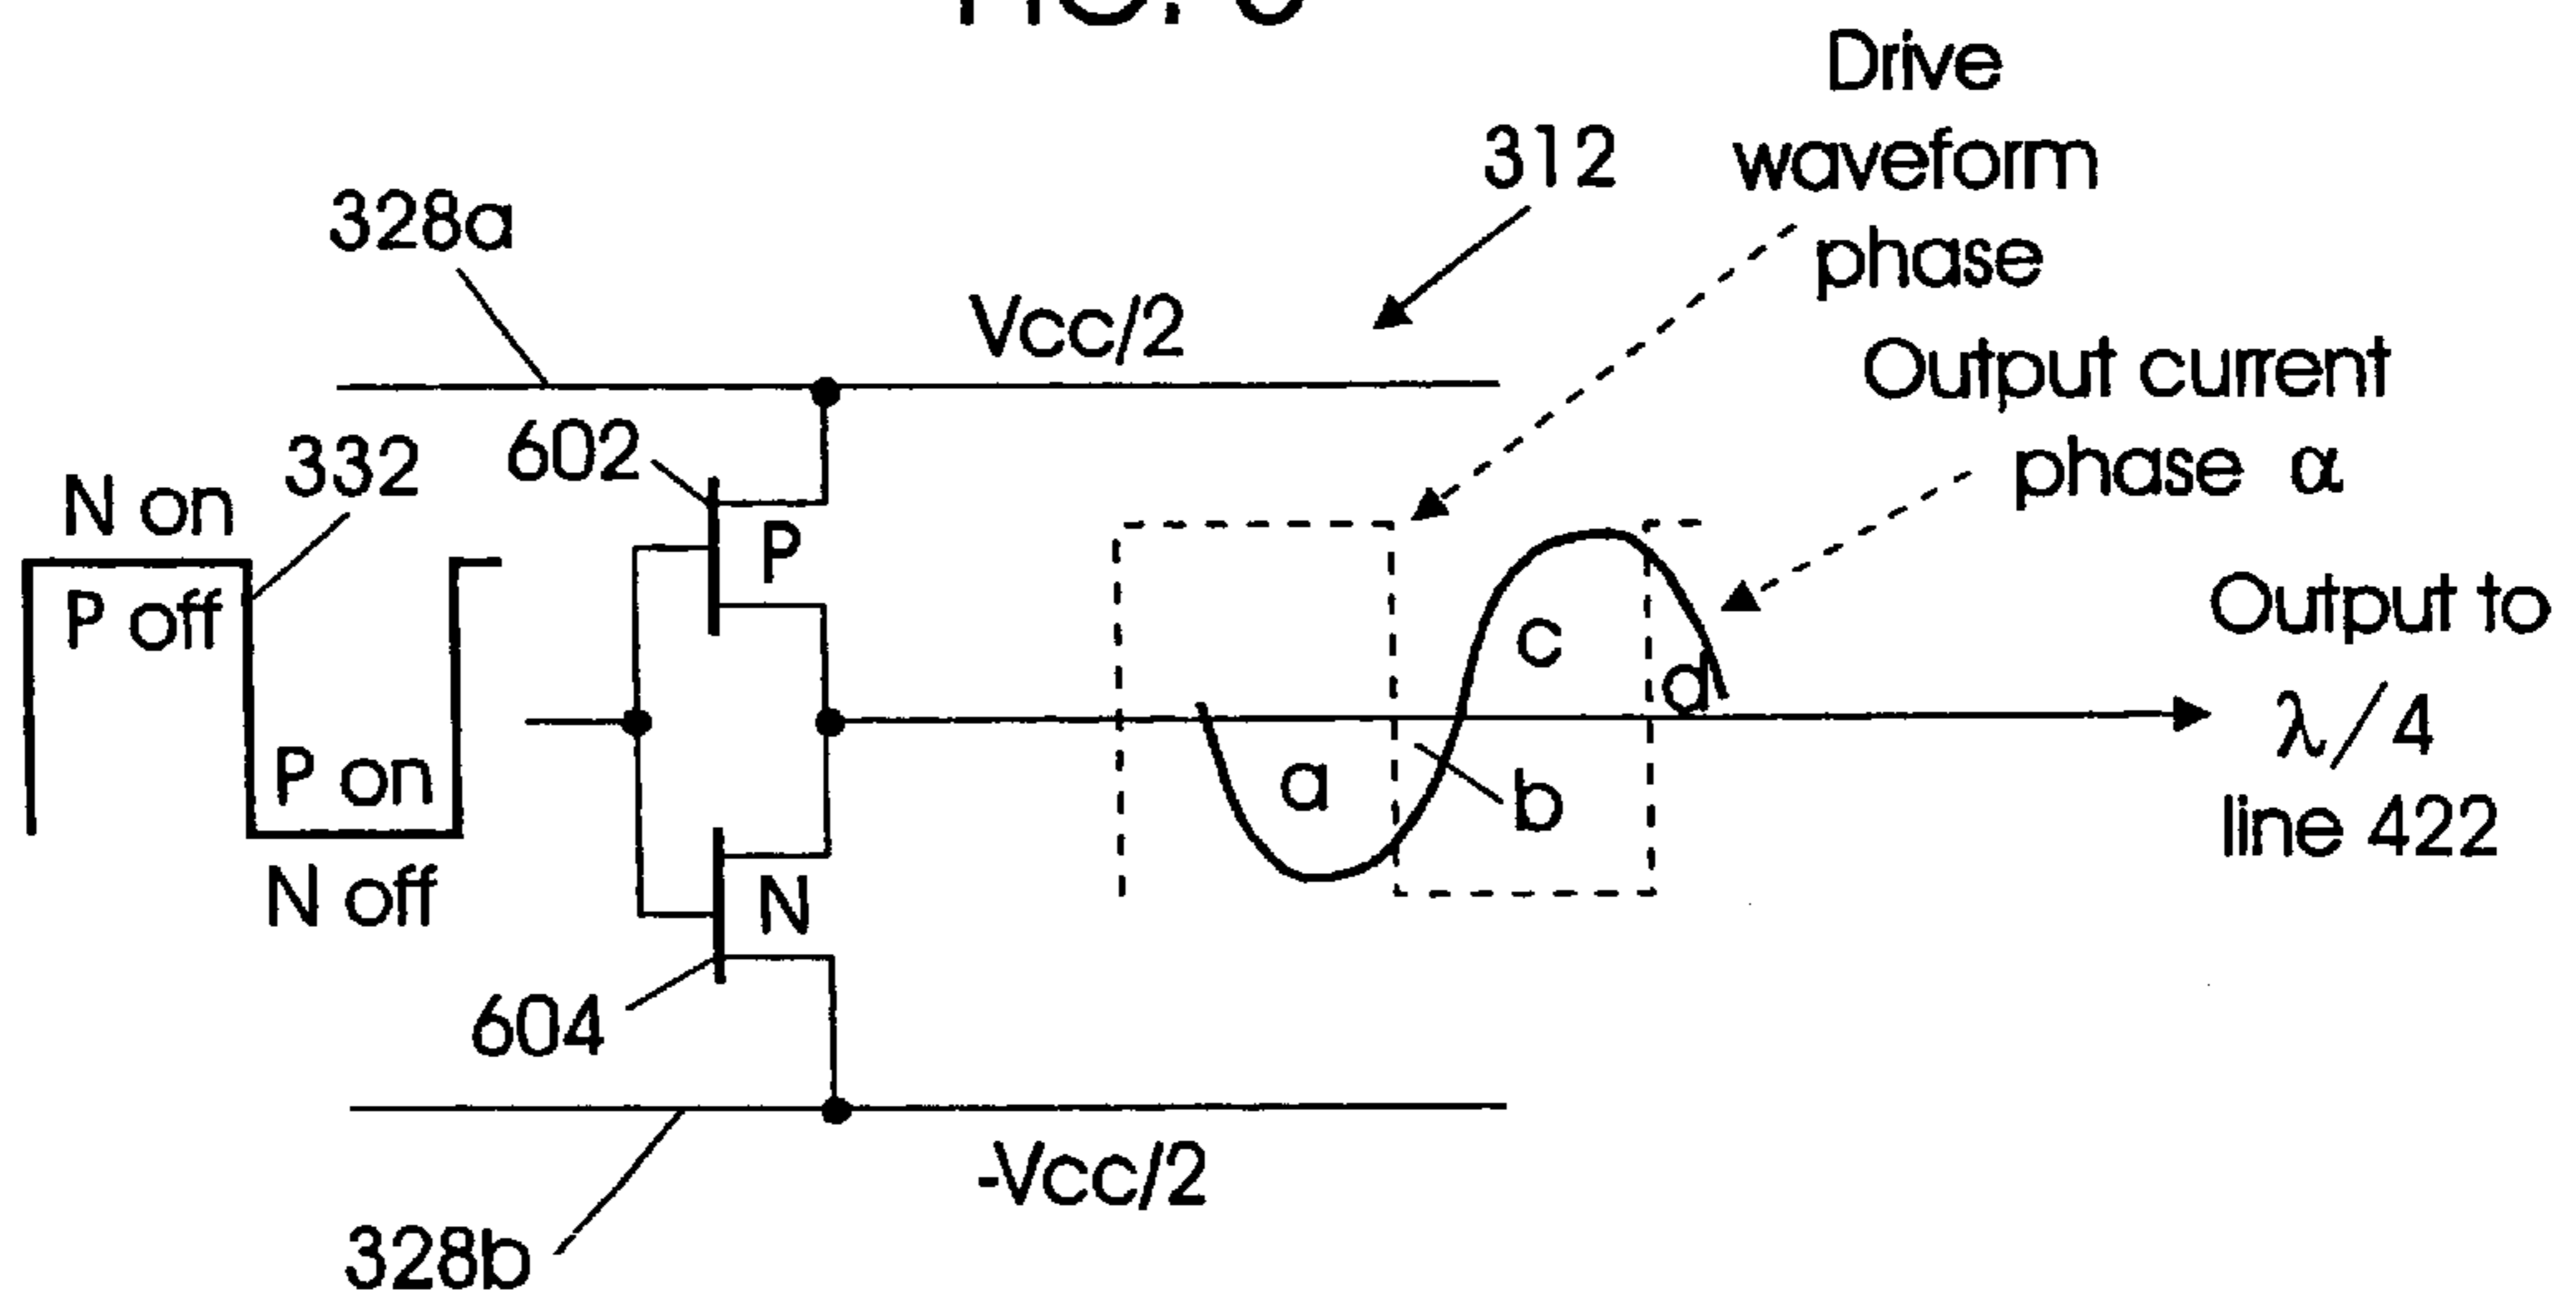 Drive
waveform
phase
312
328a
Vcc/2
Output current
phase α
602
332
N on
P off
P
P on
N off
N
a
b
c
d
Output to
λ/4
line 422
604
-Vcc/2
328b